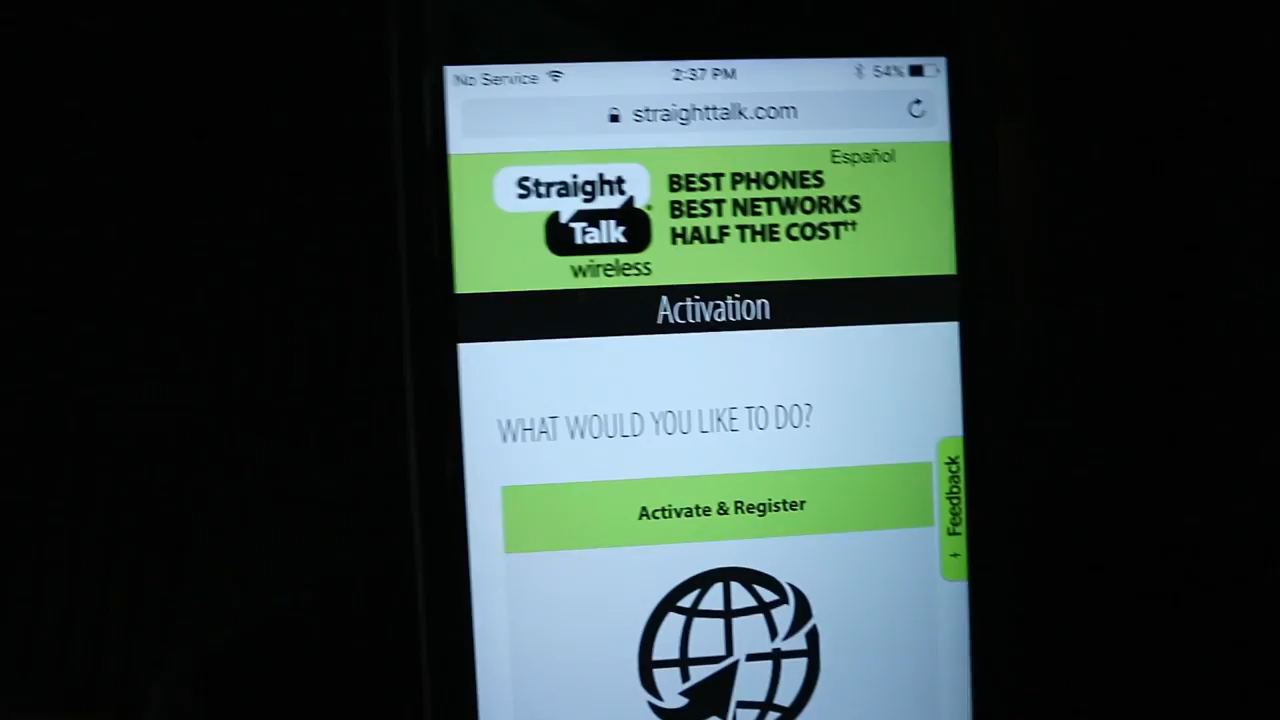 No Service 2:37 PM 54%
straighttalk.com
Español
Straight
Talk
wireless
BEST PHONES
BEST NETWORKS
HALF THE COST††
Activation
WHAT WOULD YOU LIKE TO DO?
Activate & Register
+ Feedback